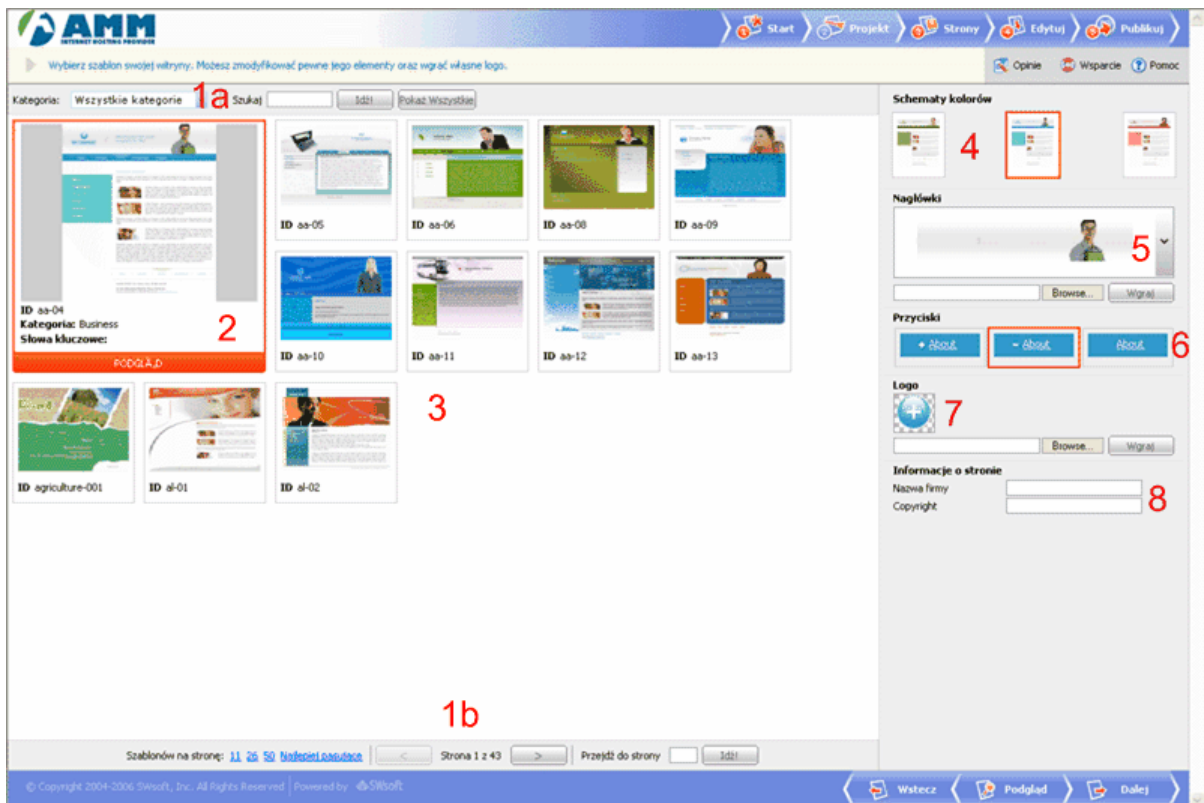 AMM
INTERNET HOSTING PROVIDER
Start Projekt Strony Edytuj Publikuj
Wybierz szablon swojej witryny. Możesz zmodyfikować pewne jego elementy oraz wgrać własne logo.
Opinie Wsparcie Pomoc
Kategoria: Wszystkie kategorie 1a Szukaj Idź! Pokaż Wszystkie
ID aa-04
Kategoria: Business
Słowa kluczowe:
2
PODGLĄD
ID aa-05
ID aa-06
ID aa-08
ID aa-09
ID aa-10
ID aa-11
ID aa-12
ID aa-13
ID agriculture-001
ID al-01
ID al-02
3
1b
Szablonów na stronę: 11 26 50 Najlepiej pasujące < Strona 1 z 43 > Przejdź do strony Idź!
Schematy kolorów
4
Nagłówki
5
Browse... Wgraj
Przyciski
+ About - About About 6
Logo
7
Browse... Wgraj
Informacje o stronie
Nazwa firmy
Copyright
8
© Copyright 2004-2006 SWsoft, Inc. All Rights Reserved Powered by SWsoft
Wstecz Podgląd Dalej